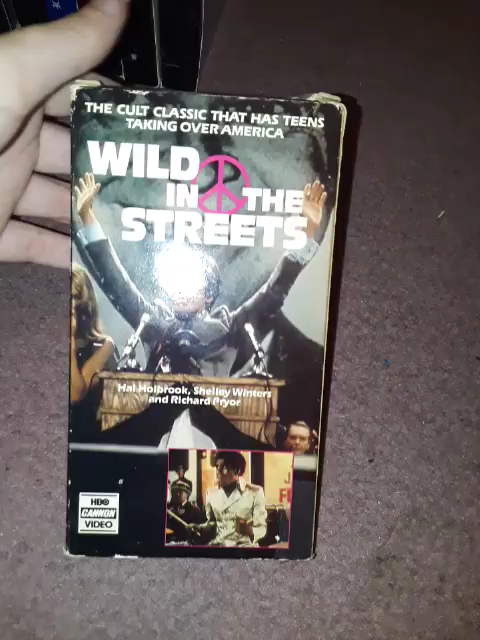 THE CULT CLASSIC THAT HAS TEENS
TAKING OVER AMERICA
WILD
IN THE
STREETS
Hal Holbrook, Shelley Winters
and Richard Pryor
HBO
CANNON
VIDEO